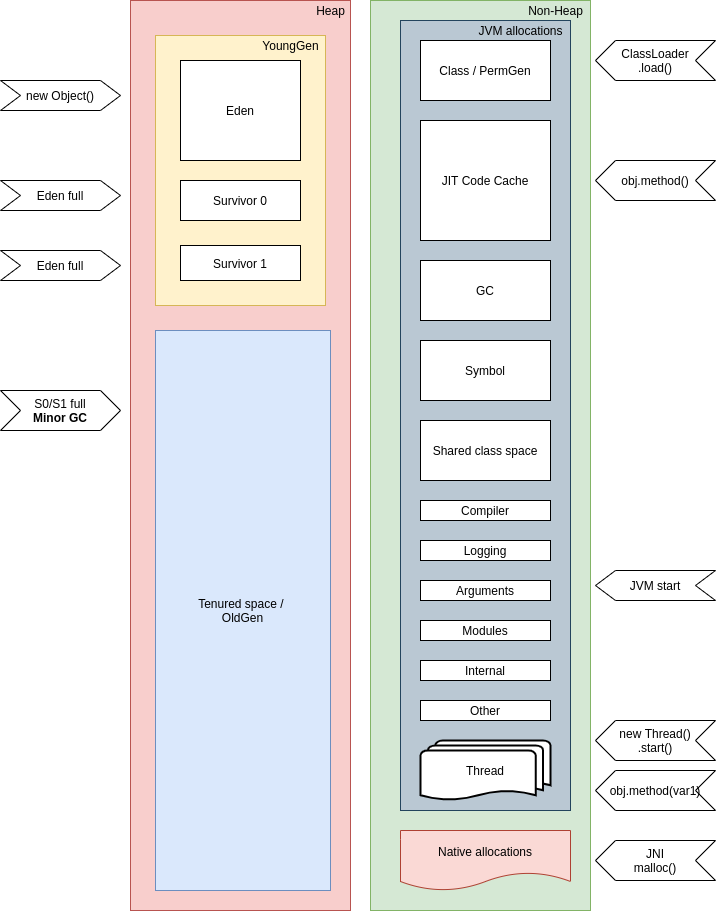 Heap
Non-Heap
YoungGen
JVM allocations
new Object()
Eden
Eden full
Survivor 0
Eden full
Survivor 1
S0/S1 full
Minor GC
Tenured space /
OldGen
Class / PermGen
ClassLoader
.load()
JIT Code Cache
obj.method()
GC
Symbol
Shared class space
Compiler
Logging
Arguments
JVM start
Modules
Internal
Other
Thread
new Thread()
.start()
obj.method(var1)
Native allocations
JNI
malloc()